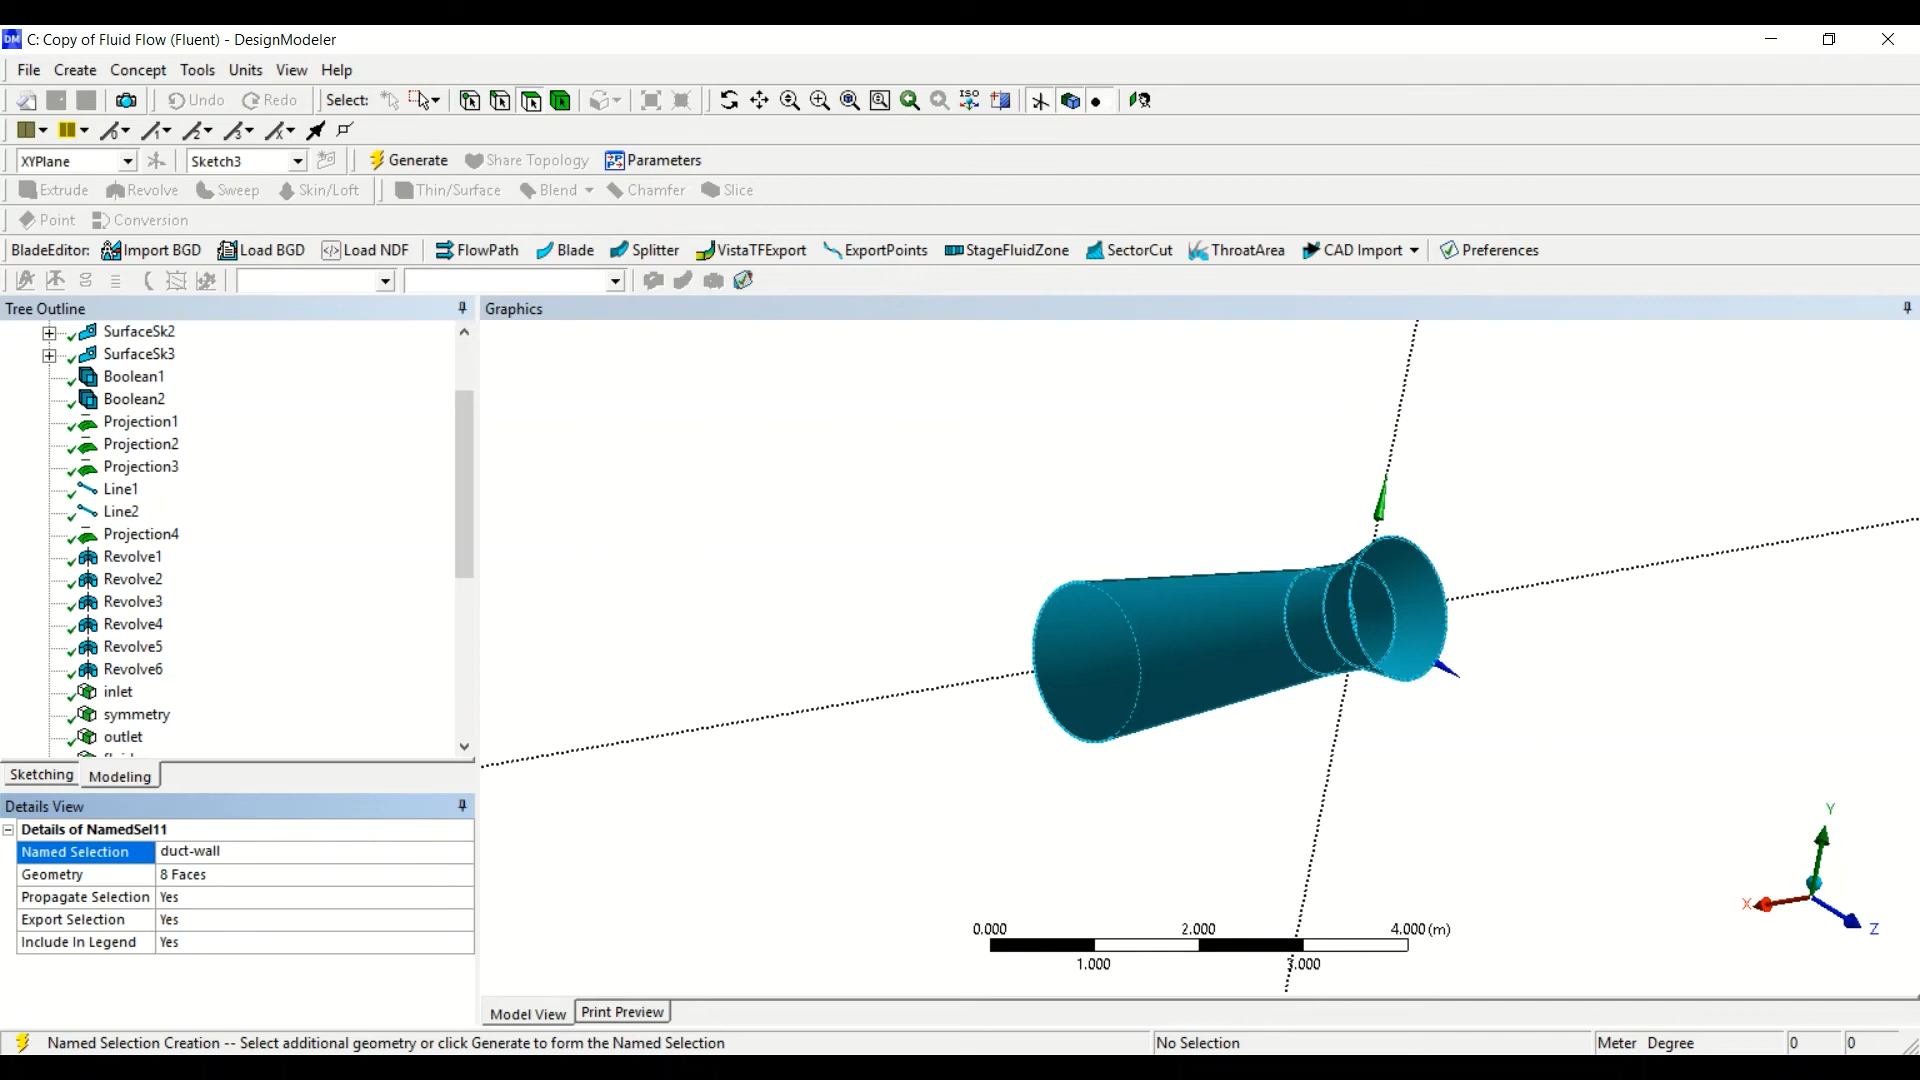 DM C: Copy of Fluid Flow (Fluent) - DesignModeler
File Create Concept Tools Units View Help
Undo Redo Select: ISO
XYPlane Sketch3 Generate Share Topology Parameters
Extrude Revolve Sweep Skin/Loft Thin/Surface Blend Chamfer Slice
Point Conversion
BladeEditor: Import BGD Load BGD Load NDF FlowPath Blade Splitter VistaTFExport ExportPoints StageFluidZone SectorCut ThroatArea CAD Import Preferences
Tree Outline
SurfaceSk2
SurfaceSk3
Boolean1
Boolean2
Projection1
Projection2
Projection3
Line1
Line2
Projection4
Revolve1
Revolve2
Revolve3
Revolve4
Revolve5
Revolve6
inlet
symmetry
outlet
Sketching Modeling
Details View
Details of NamedSel11
Named Selection duct-wall
Geometry 8 Faces
Propagate Selection Yes
Export Selection Yes
Include In Legend Yes
Graphics
Y
X
Z
0.000 2.000 4.000 (m)
1.000 3.000
Model View Print Preview
Named Selection Creation -- Select additional geometry or click Generate to form the Named Selection No Selection Meter Degree 0 0